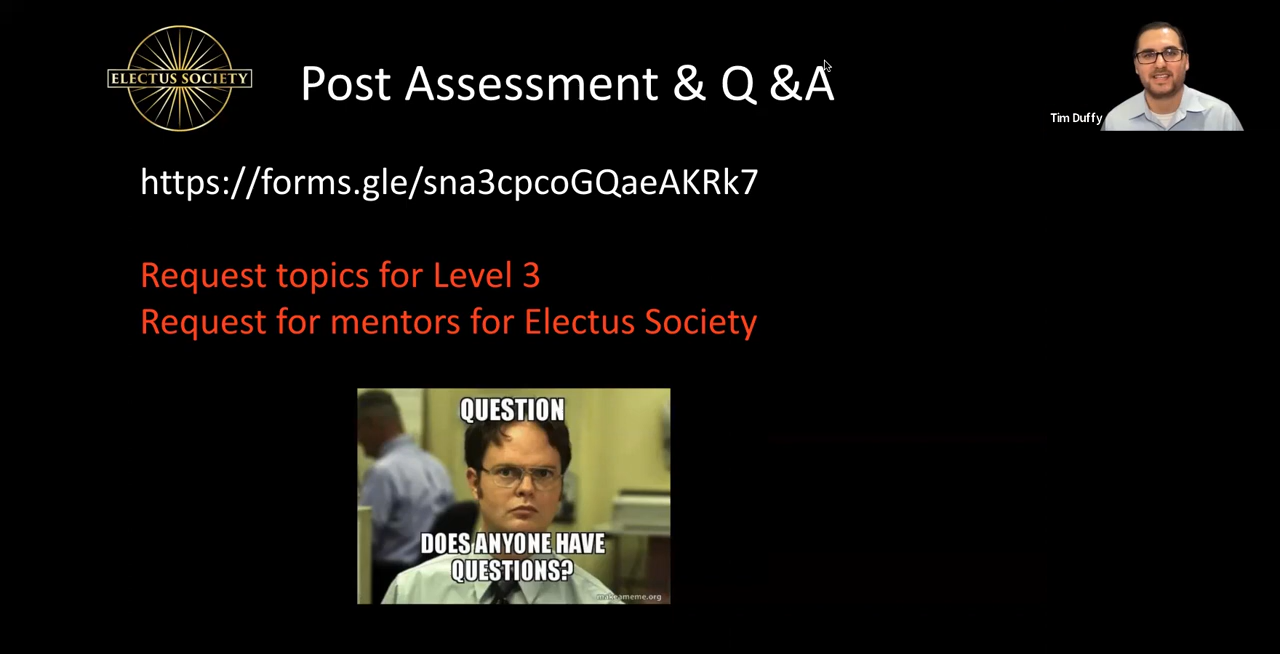 ELECTUS SOCIETY
Post Assessment & Q &A
Tim Duffy
https://forms.gle/sna3cpcoGQaeAKRk7
Request topics for Level 3
Request for mentors for Electus Society
QUESTION
DOES ANYONE HAVE
QUESTIONS?
makeameme.org